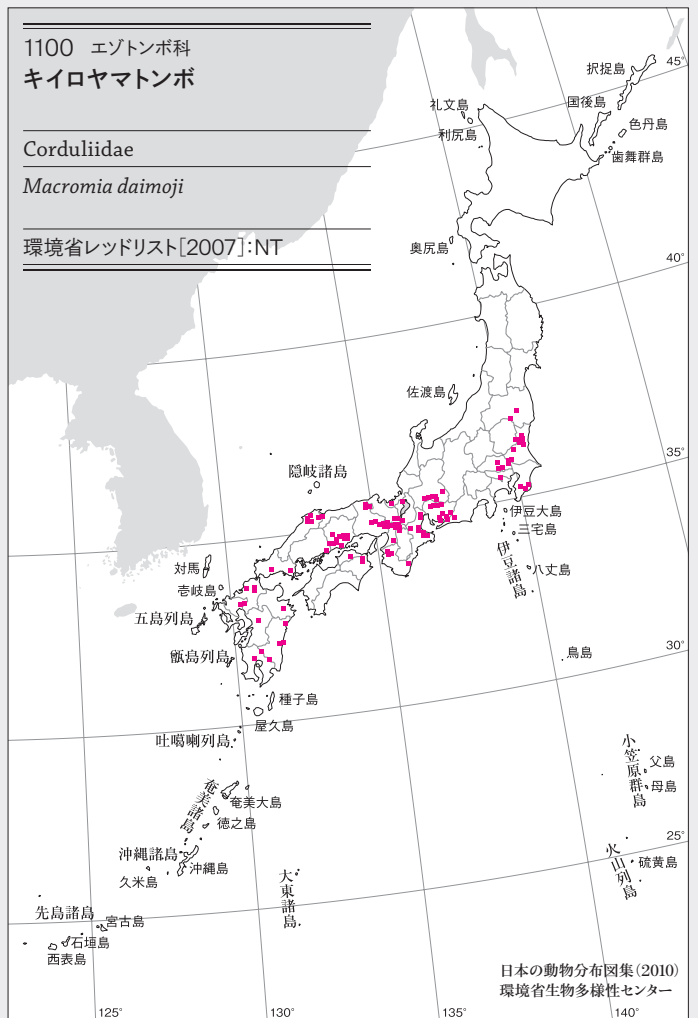 1100 エゾトンボ科
キイロヤマトンボ
Corduliidae
Macromia daimoji
環境省レッドリスト[2007]:NT
45°
択捉島
礼文島
国後島
色丹島
利尻島
歯舞群島
奥尻島
40°
佐渡島
35°
隠岐諸島
伊豆大島
三宅島
伊豆諸島
八丈島
対馬
壱岐島
五島列島
甑島列島
鳥島
30°
種子島
屋久島
吐噶喇列島
小笠原群島
父島
母島
奄美諸島
奄美大島
徳之島
25°
沖縄諸島
沖縄島
久米島
大東諸島
火山列島
硫黄島
先島諸島
宮古島
石垣島
西表島
日本の動物分布図集(2010)
環境省生物多様性センター
125°
130°
135°
140°